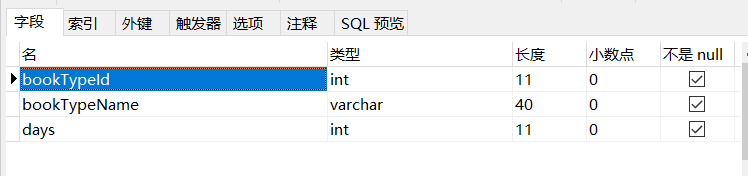 字段 索引 外键 触发器 选项 注释 SQL 预览
名 类型 长度 小数点 不是 null
bookTypeId int 11 0
bookTypeName varchar 40 0
days int 11 0